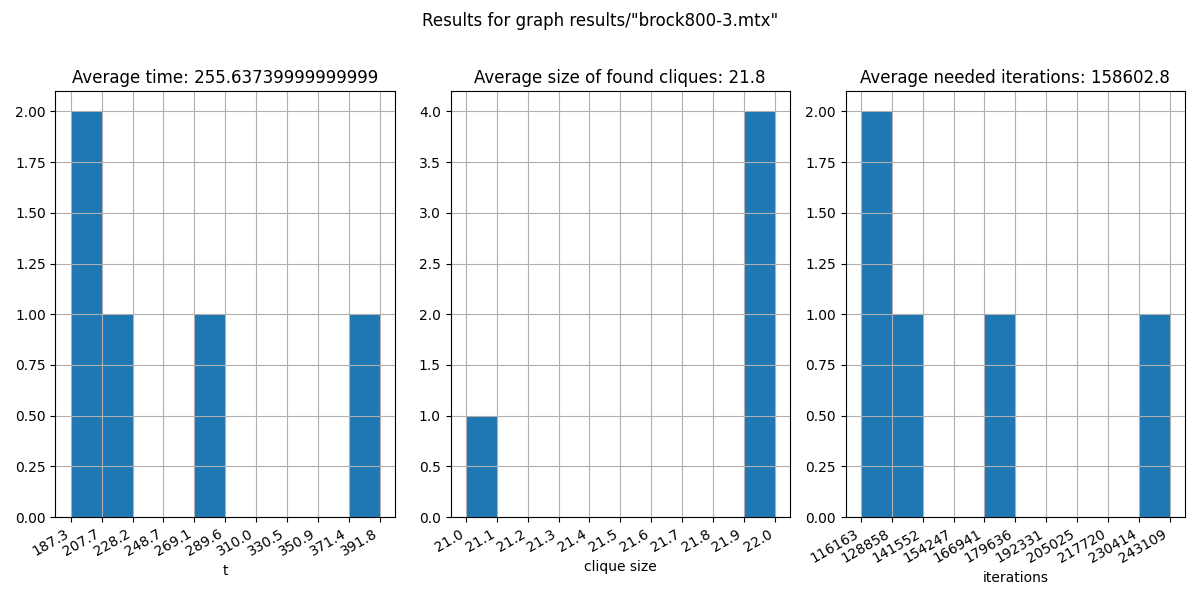 Results for graph results/"brock800-3.mtx"
Average time: 255.63739999999999
2.00
1.75
1.50
1.25
1.00
0.75
0.50
0.25
0.00
187.3 207.7 228.2 248.7 269.1 289.6 310.0 330.5 350.9 371.4 391.8
t
Average size of found cliques: 21.8
4.0
3.5
3.0
2.5
2.0
1.5
1.0
0.5
0.0
21.0 21.1 21.2 21.3 21.4 21.5 21.6 21.7 21.8 21.9 22.0
clique size
Average needed iterations: 158602.8
2.00
1.75
1.50
1.25
1.00
0.75
0.50
0.25
0.00
116163 128858 141552 154247 166941 179636 192331 205025 217720 230414 243109
iterations